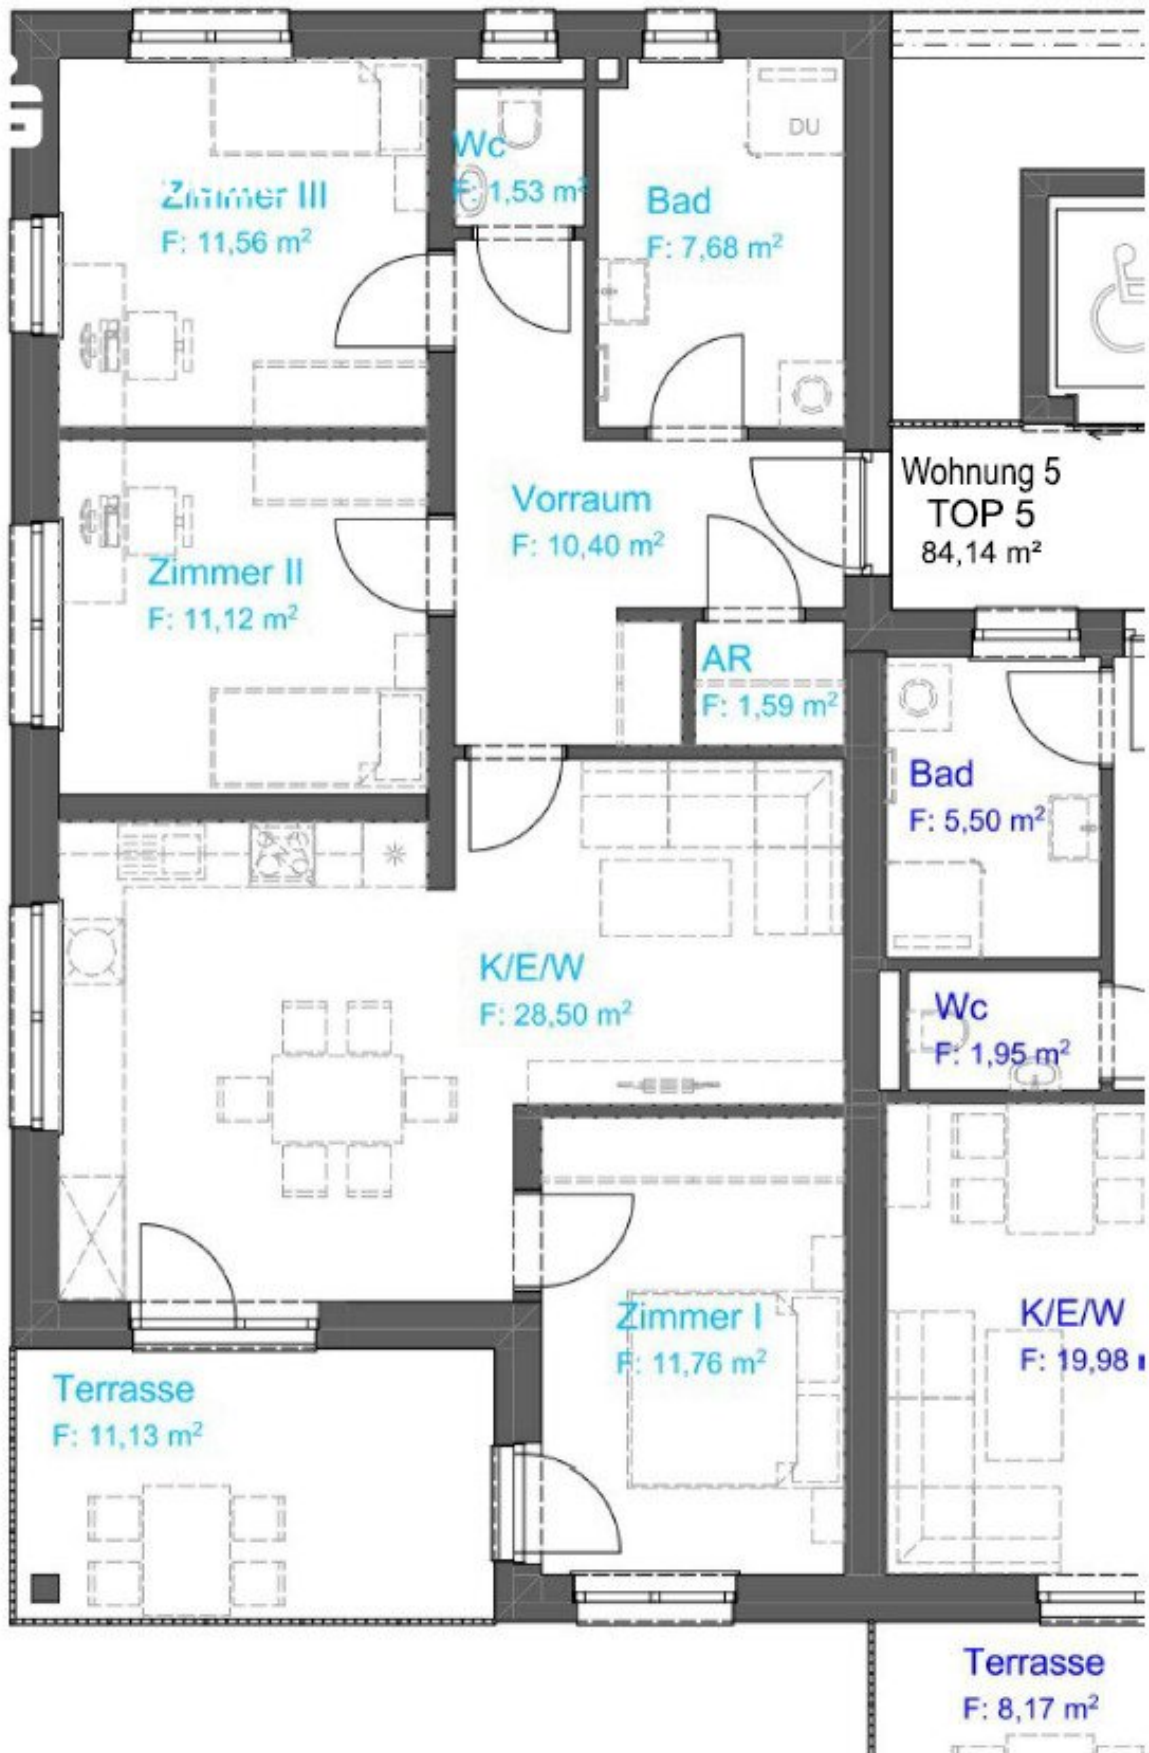 Zimmer III
F: 11,56 m²
Wc
F: 1,53 m²
Bad
F: 7,68 m²
DU
Vorraum
F: 10,40 m²
Wohnung 5
TOP 5
84,14 m²
Zimmer II
F: 11,12 m²
AR
F: 1,59 m²
Bad
F: 5,50 m²
K/E/W
F: 28,50 m²
Wc
F: 1,95 m²
Zimmer I
F: 11,76 m²
K/E/W
F: 19,98
Terrasse
F: 11,13 m²
Terrasse
F: 8,17 m²